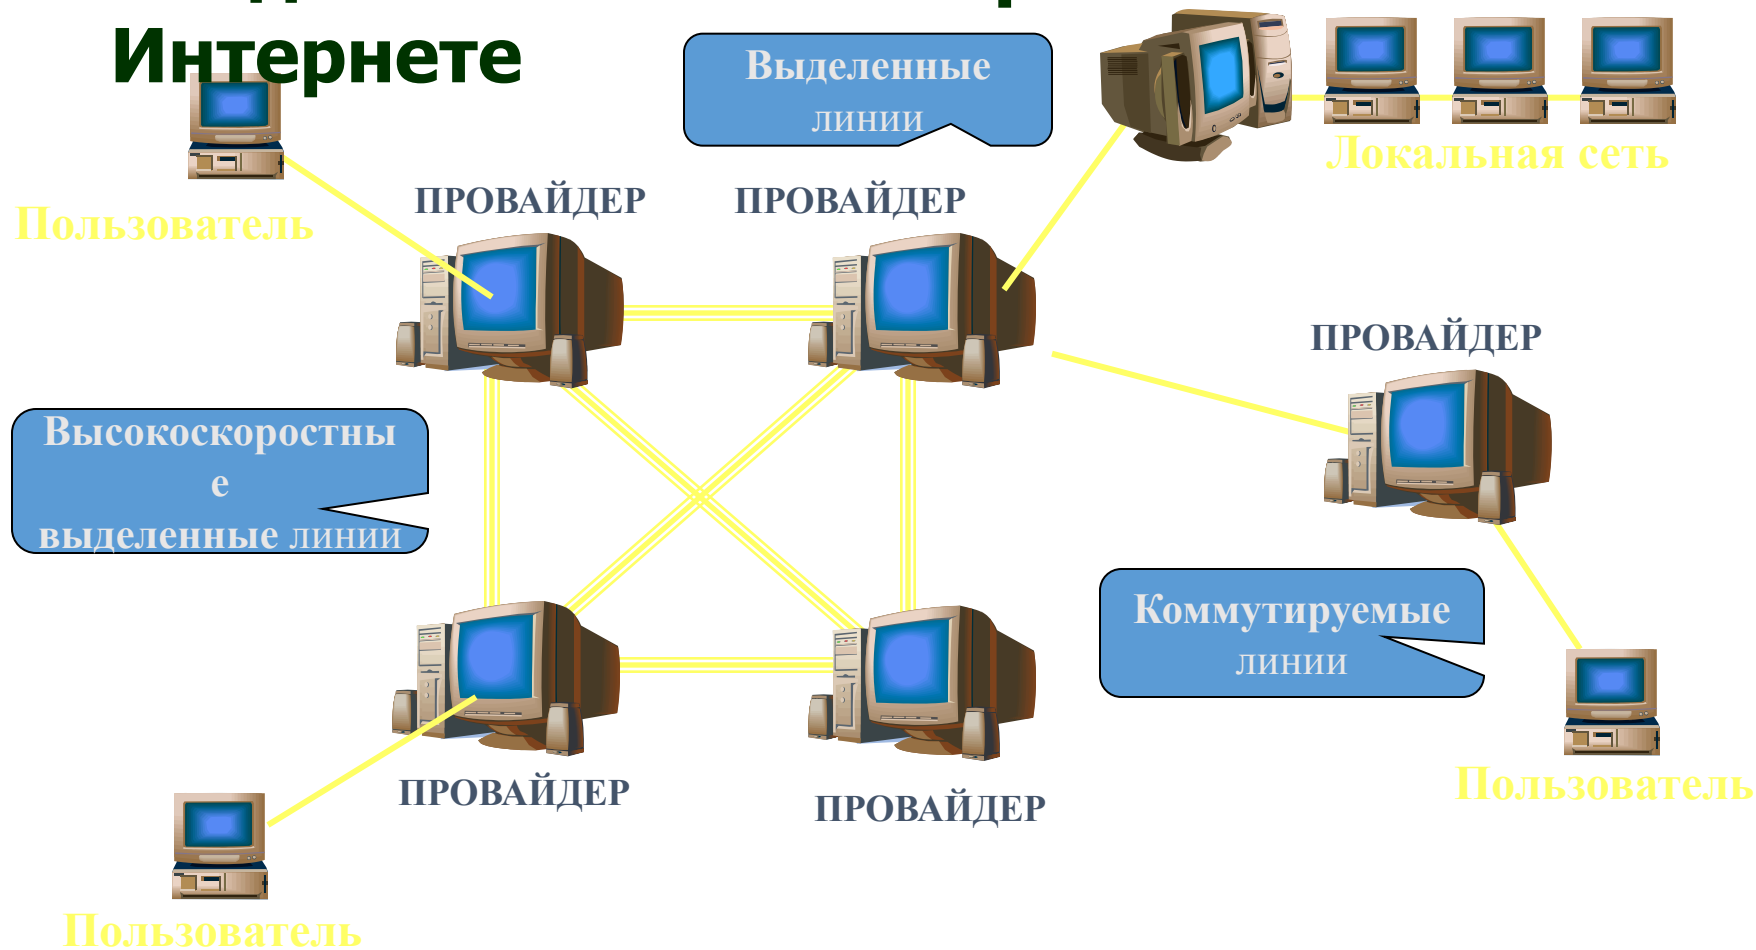 Интернете
Выделенные
линии
Локальная сеть
ПРОВАЙДЕР
ПРОВАЙДЕР
Пользователь
ПРОВАЙДЕР
Высокоскоростны
е
выделенные линии
Коммутируемые
линии
ПРОВАЙДЕР
ПРОВАЙДЕР
Пользователь
Пользователь